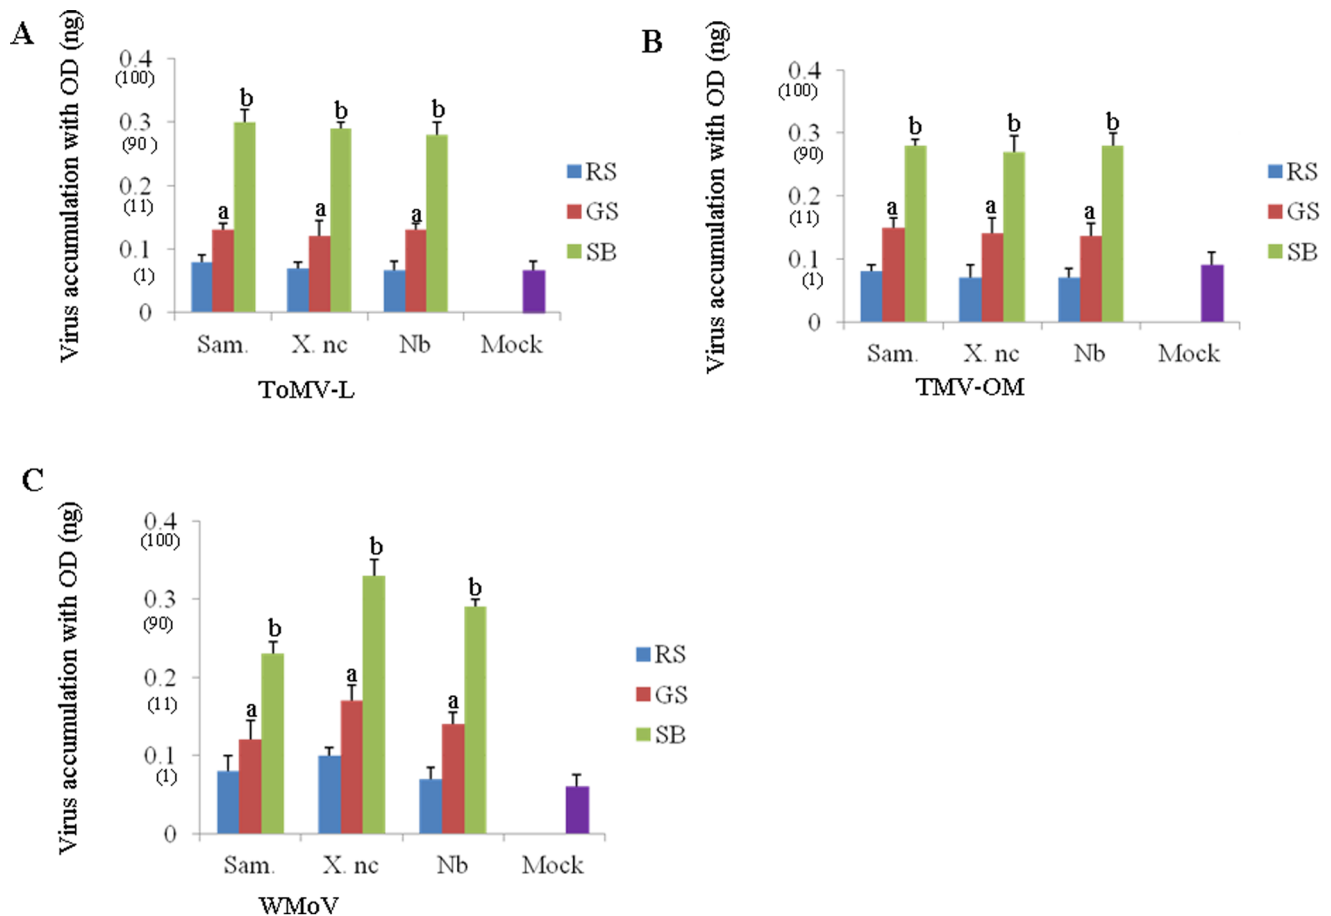 A
Virus accumulation with OD (ng)
0.4
(100)
0.3
(90 )
0.2
(11)
0.1
(1)
0
a
b
a
b
a
b
Sam.
X. nc
Nb
Mock
ToMV-L
RS
GS
SB
B
Virus accumulation with OD (ng)
0.4
(100)
0.3
(90)
0.2
(11)
0.1
(1)
0
a
b
a
b
a
b
Sam.
X. nc
Nb
Mock
TMV-OM
RS
GS
SB
C
Virus accumulation with OD (ng)
0.4
(100)
0.3
(90)
0.2
(11)
0.1
(1)
0
a
b
a
b
a
b
Sam.
X. nc
Nb
Mock
WMoV
RS
GS
SB